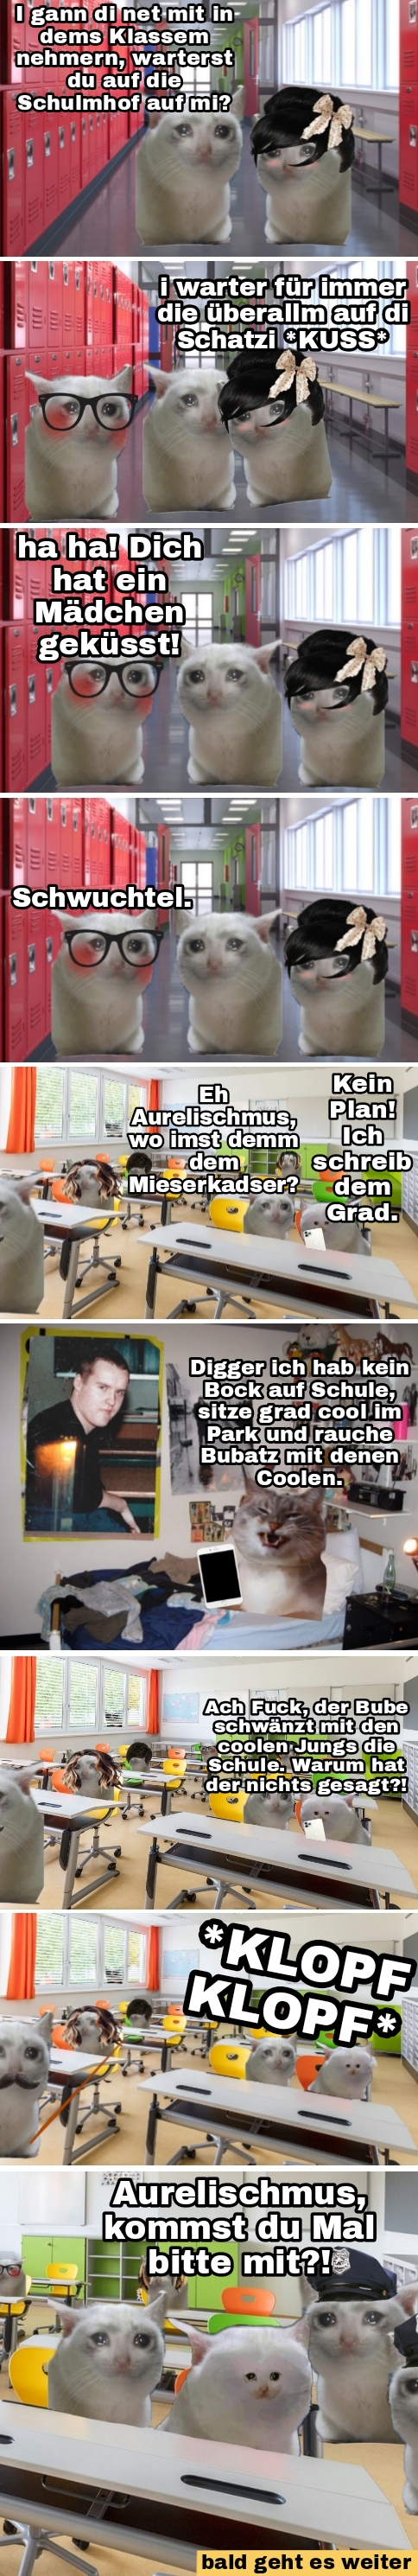 I gann di net mit in
dems Klassem
nehmern, warterst
du auf die
Schulmhof auf mi?
i warter für immer
die überallm auf di
Schatzi *KUSS*
ha ha! Dich
hat ein
Mädchen
geküsst!
Schwuchtel.
Eh
Aurelischmus,
wo imst demm
dem
Mieserkadser?
Kein
Plan!
Ich
schreib
dem
Grad.
Digger ich hab kein
Bock auf Schule,
sitze grad cool im
Park und rauche
Bubatz mit denen
Coolen.
Ach Fuck, der Bube
schwänzt mit den
coolen Jungs die
Schule. Warum hat
der nichts gesagt?!
*KLOPF
KLOPF*
Aurelischmus,
kommst du Mal
bitte mit?!
bald geht es weiter